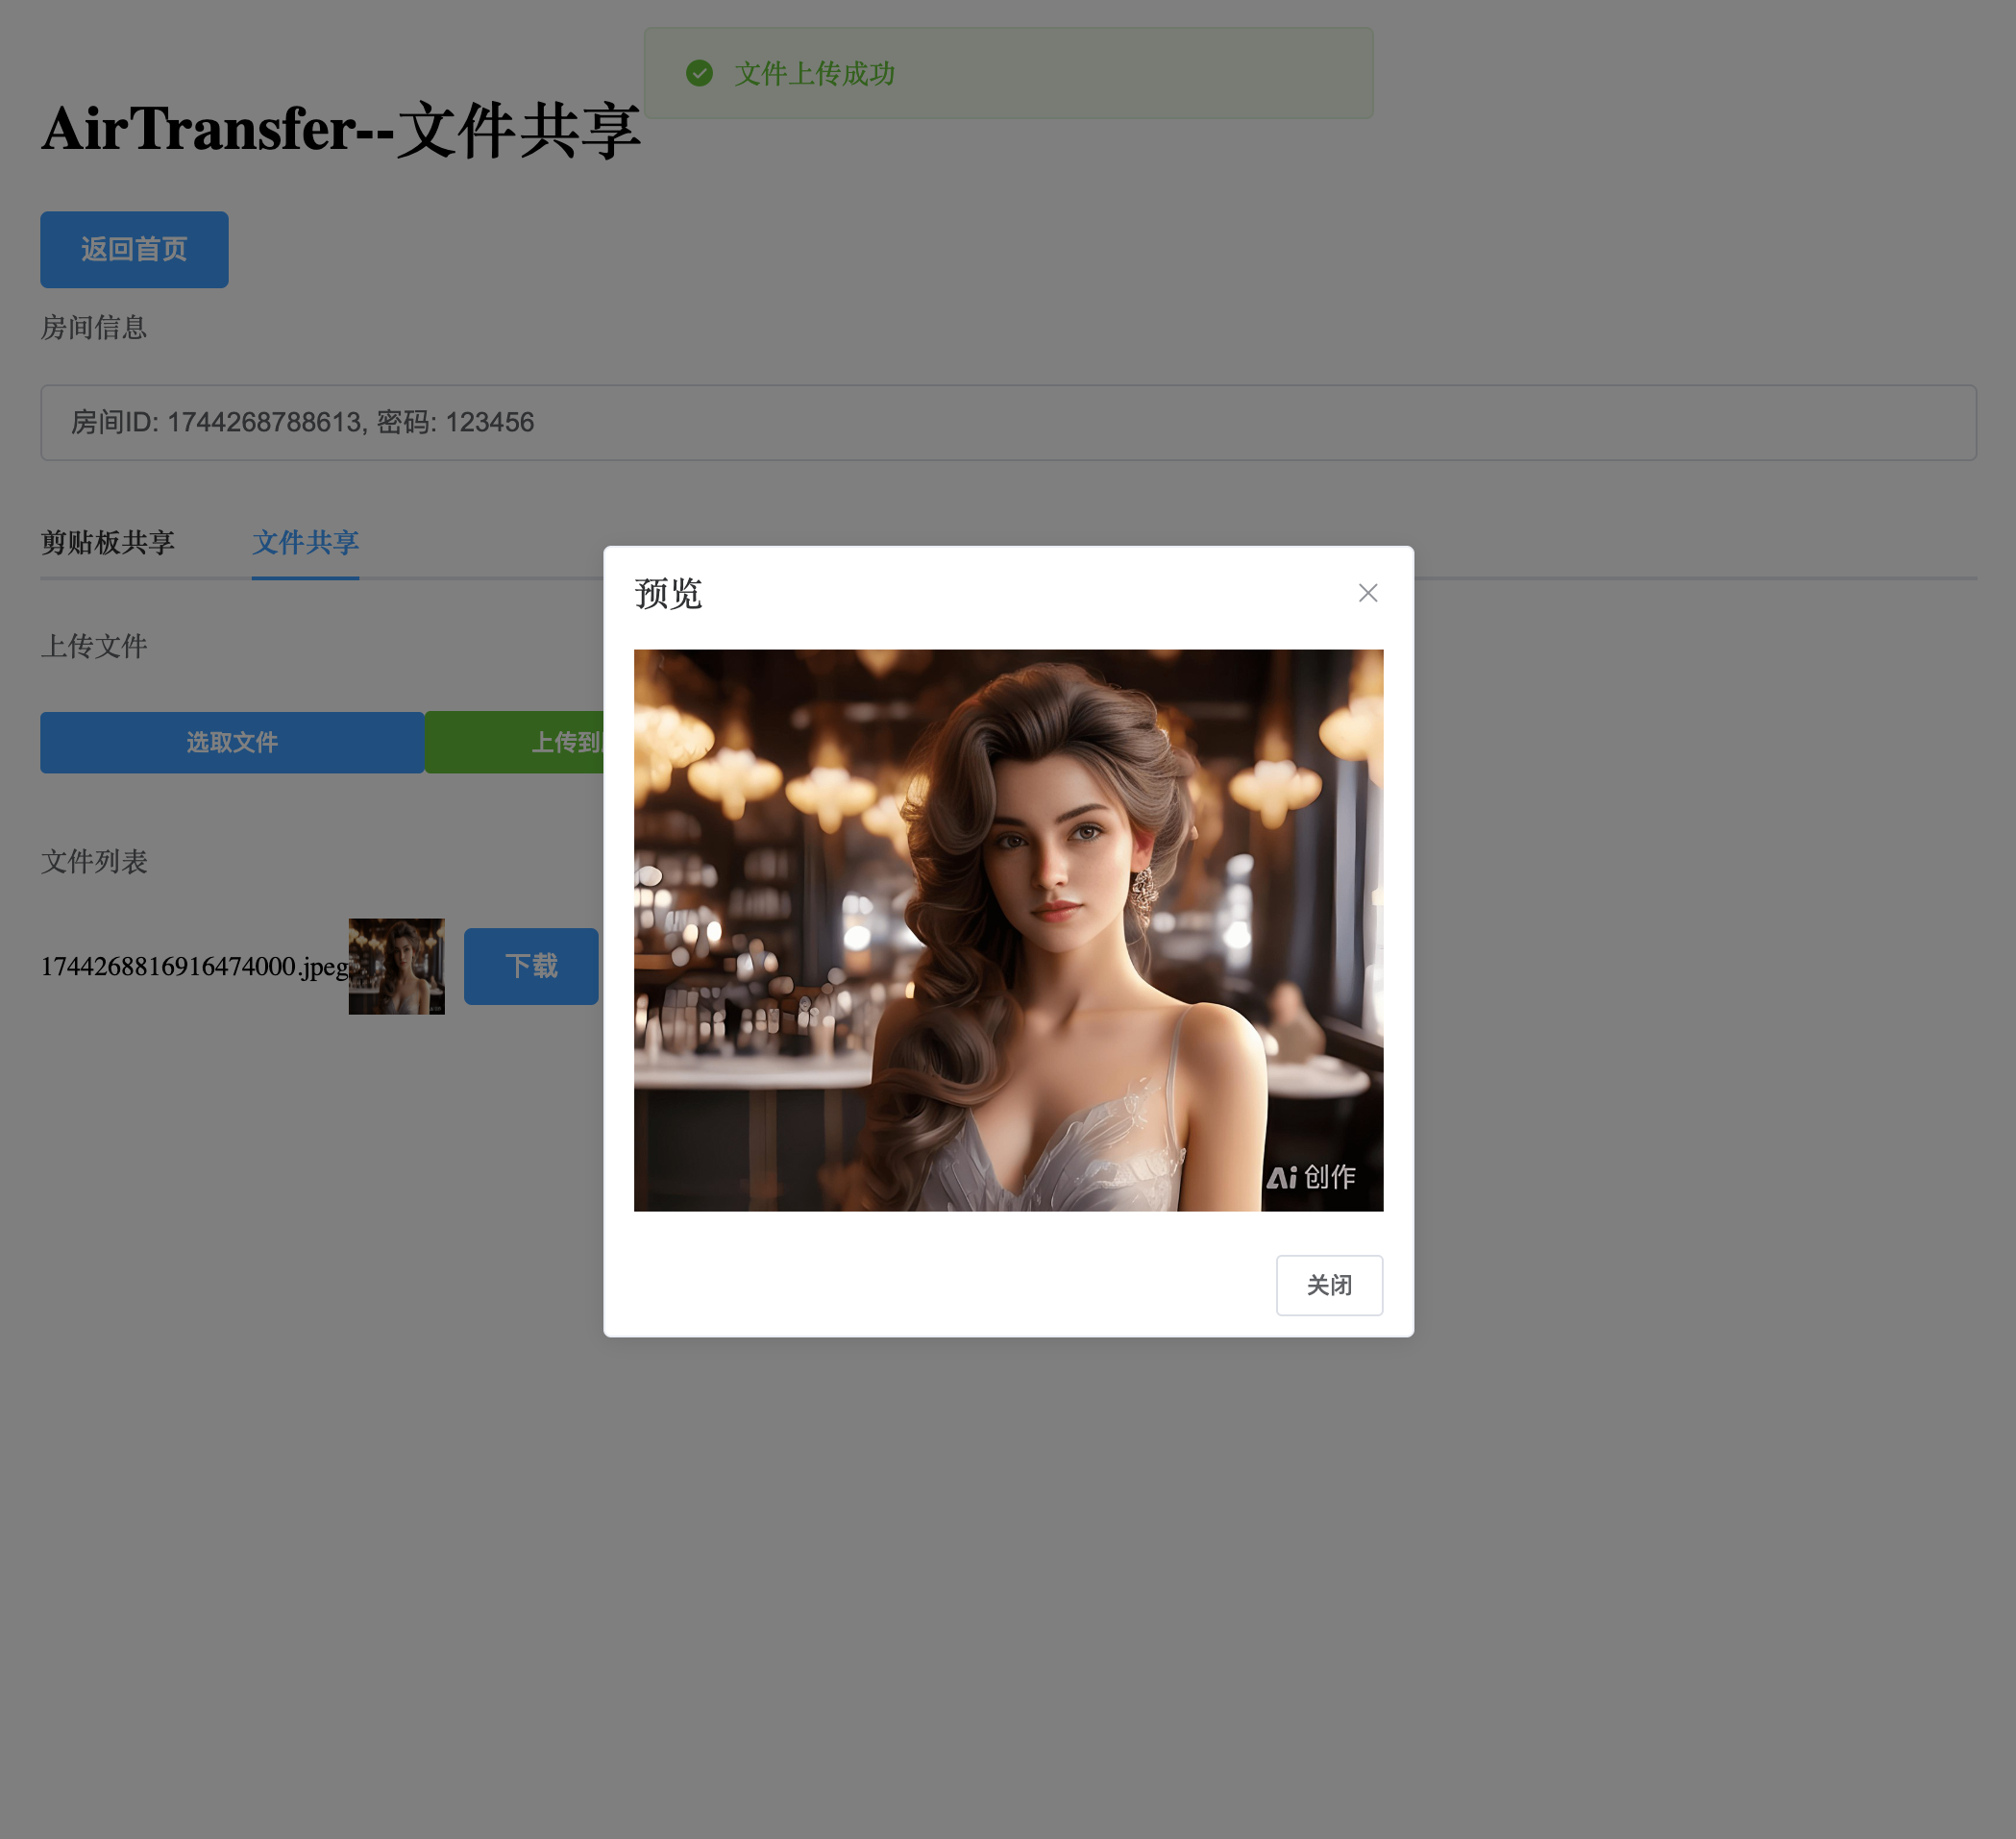 文件上传成功
AirTransfer--文件共享
返回首页
房间信息
房间ID: 1744268788613, 密码: 123456
剪贴板共享 文件共享
预览
上传文件
选取文件 上传到
文件列表
1744268816916474000.jpeg 下载
Ai 创作
关闭